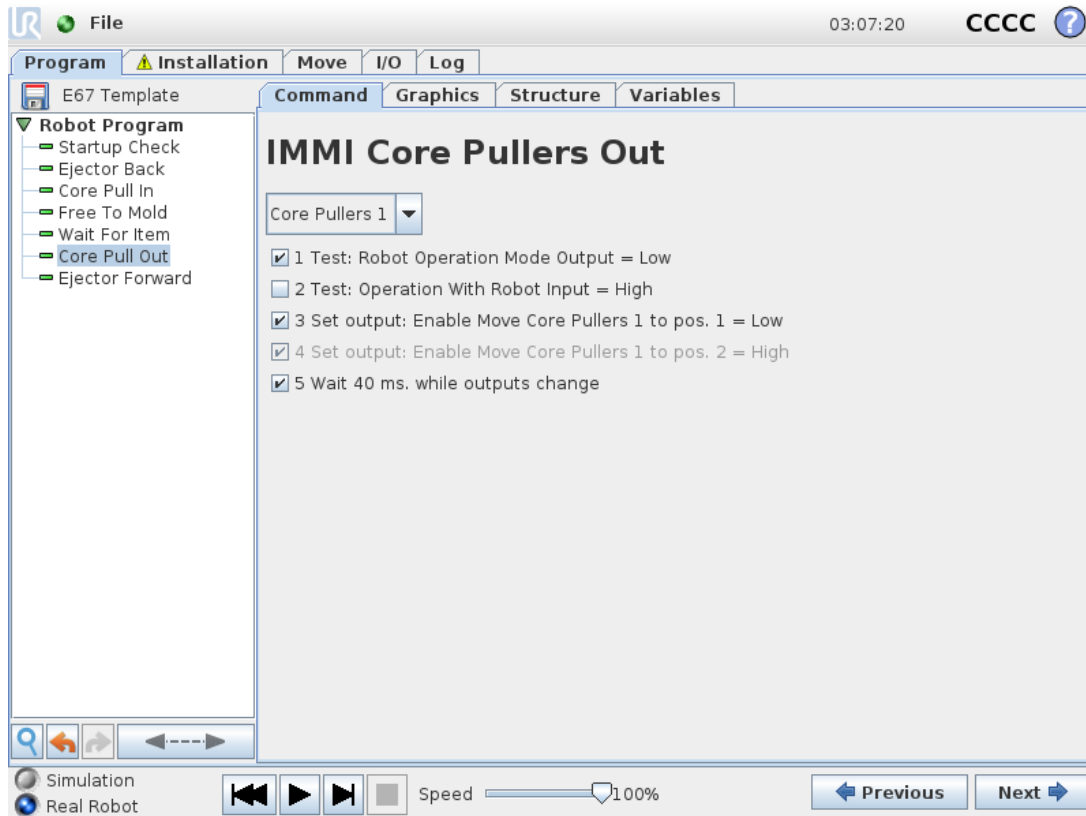 UR File 03:07:20 CCCC ?
Program Installation Move I/O Log
E67 Template
Command Graphics Structure Variables
Robot Program
Startup Check
Ejector Back
Core Pull In
Free To Mold
Wait For Item
Core Pull Out
Ejector Forward
IMMI Core Pullers Out
Core Pullers 1
1 Test: Robot Operation Mode Output = Low
2 Test: Operation With Robot Input = High
3 Set output: Enable Move Core Pullers 1 to pos. 1 = Low
4 Set output: Enable Move Core Pullers 1 to pos. 2 = High
5 Wait 40 ms. while outputs change
Simulation
Real Robot
Speed 100%
Previous Next